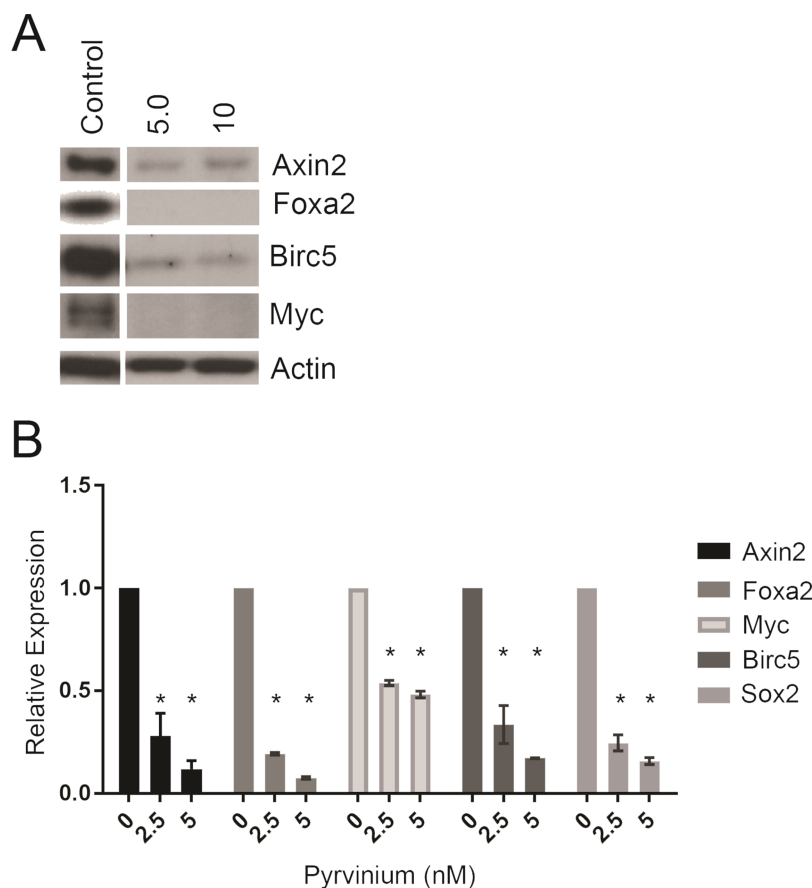 A
Control
5.0
10
Axin2
Foxa2
Birc5
Myc
Actin
B
Relative Expression
1.5
1.0
0.5
0.0
* * * * * * * * * *
0 2.5 5 0 2.5 5 0 2.5 5 0 2.5 5 0 2.5 5
Pyrvinium (nM)
Axin2
Foxa2
Myc
Birc5
Sox2